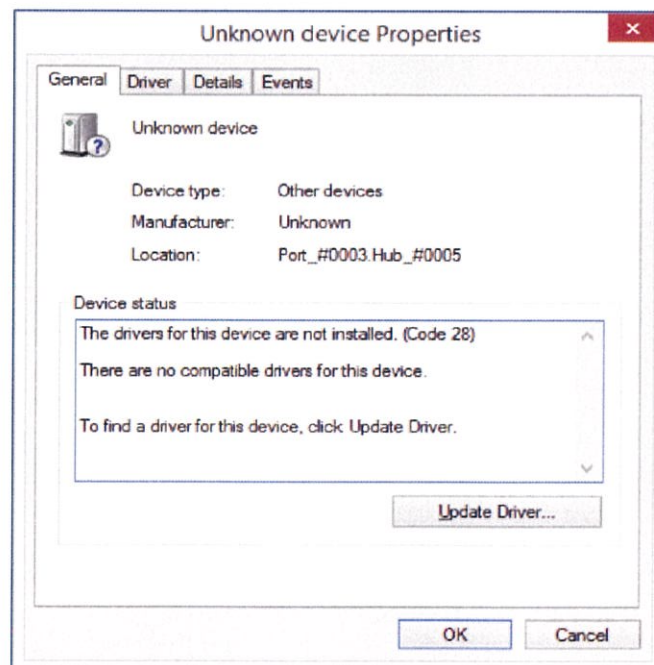 Unknown device Properties
General Driver Details Events
Unknown device
Device type: Other devices
Manufacturer: Unknown
Location: Port_#0003.Hub_#0005
Device status
The drivers for this device are not installed. (Code 28)
There are no compatible drivers for this device.
To find a driver for this device, click Update Driver.
Update Driver...
OK Cancel